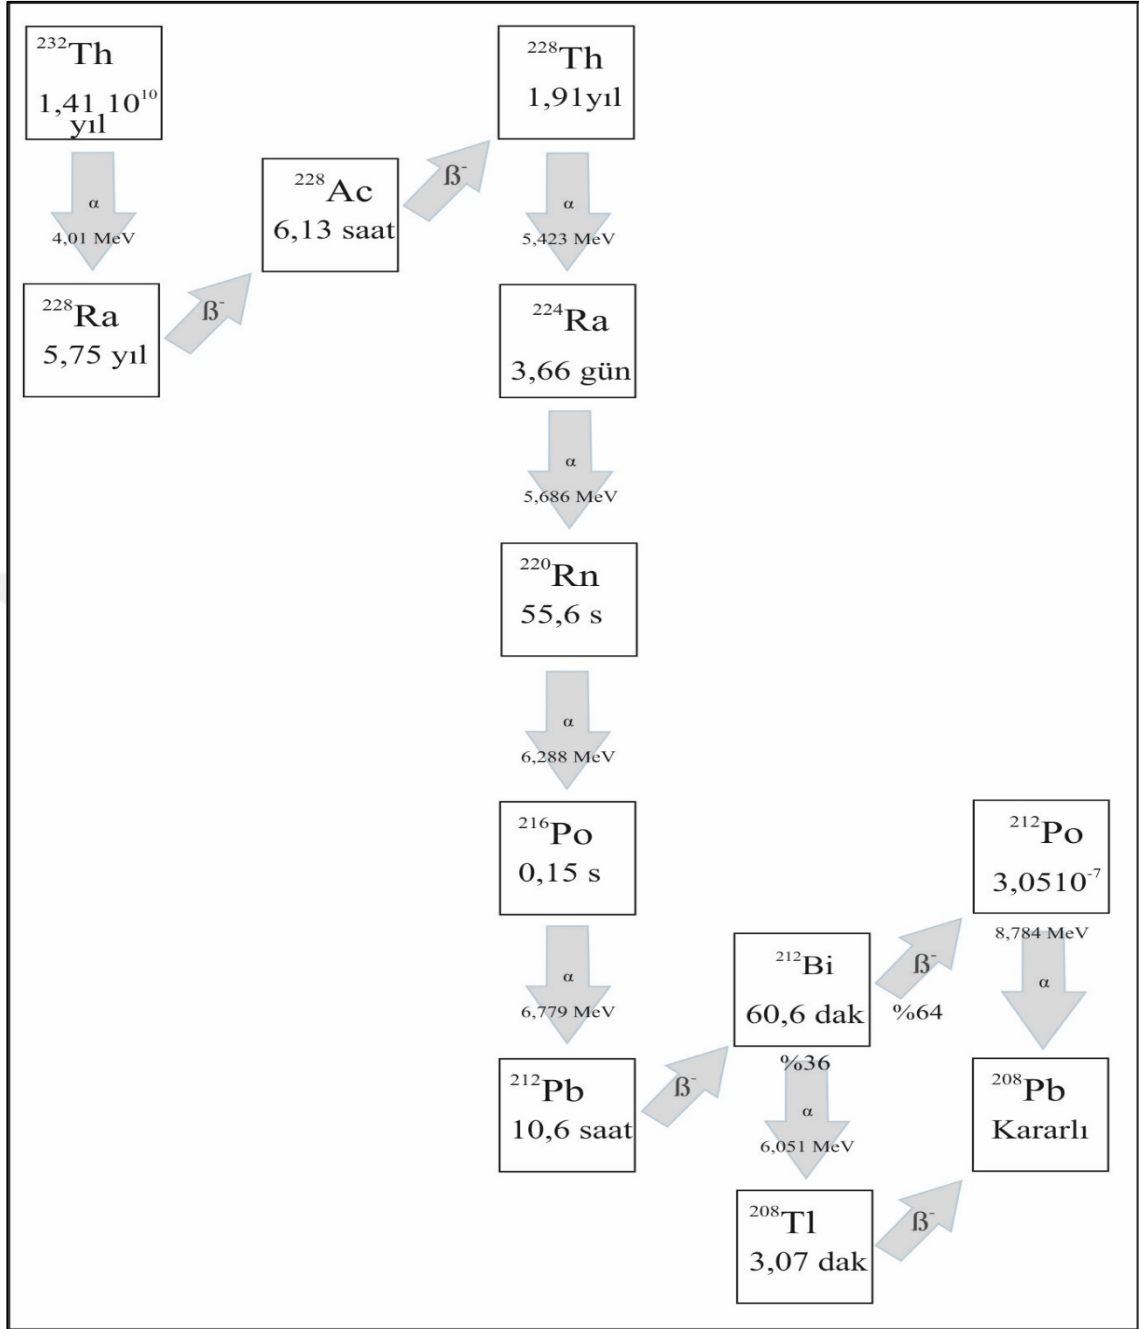 ²³²Th
1,41 10¹⁰
yıl
α
4,01 MeV
²²⁸Ra
5,75 yıl
ß⁻
²²⁸Ac
6,13 saat
ß⁻
²²⁸Th
1,91yıl
α
5,423 MeV
²²⁴Ra
3,66 gün
α
5,686 MeV
²²⁰Rn
55,6 s
α
6,288 MeV
²¹⁶Po
0,15 s
α
6,779 MeV
²¹²Pb
10,6 saat
ß⁻
²¹²Bi
60,6 dak
ß⁻
%64
²¹²Po
3,0510⁻⁷
8,784 MeV
α
²⁰⁸Pb
Kararlı
%36
α
6,051 MeV
²⁰⁸Tl
3,07 dak
ß⁻